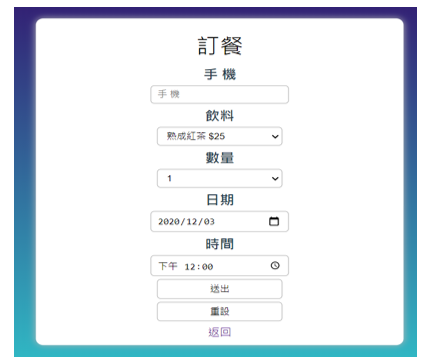 訂餐
手機
手機
飲料
熟成紅茶 $25
數量
1
日期
2020/12/03
時間
下午 12:00
送出
重設
返回